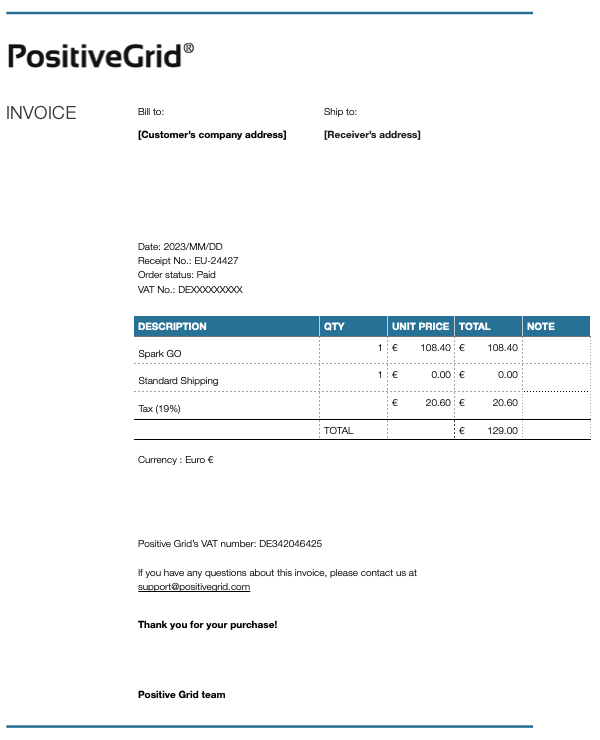 PositiveGrid®
INVOICE
Bill to:
Ship to:
[Customer's company address]
[Receiver's address]
Date: 2023/MM/DD
Receipt No.: EU-24427
Order status: Paid
VAT No.: DEXXXXXXXXX
DESCRIPTION QTY UNIT PRICE TOTAL NOTE
Spark GO 1 € 108.40 € 108.40
Standard Shipping 1 € 0.00 € 0.00
Tax (19%) € 20.60 € 20.60
TOTAL € 129.00
Currency : Euro €
Positive Grid's VAT number: DE342046425
If you have any questions about this invoice, please contact us at
support@positivegrid.com
Thank you for your purchase!
Positive Grid team